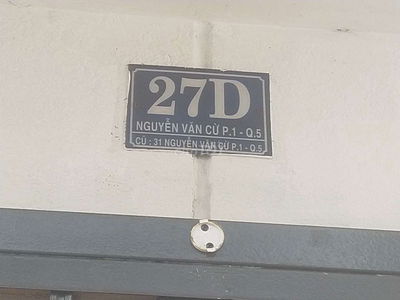 27D
NGUYỄN VĂN CỪ P.1 - Q.5
CŨ : 31 NGUYỄN VĂN CỪ P.1 - Q.5